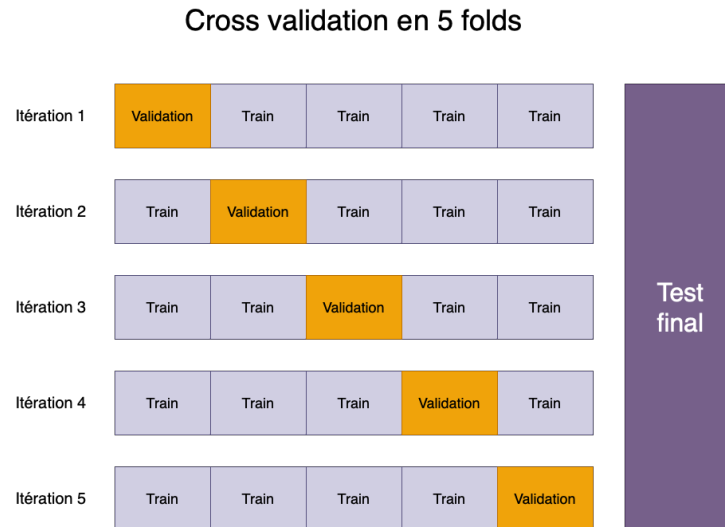 Cross validation en 5 folds
Itération 1 Validation Train Train Train Train
Itération 2 Train Validation Train Train Train
Itération 3 Train Train Validation Train Train
Itération 4 Train Train Train Validation Train
Itération 5 Train Train Train Train Validation
Test
final